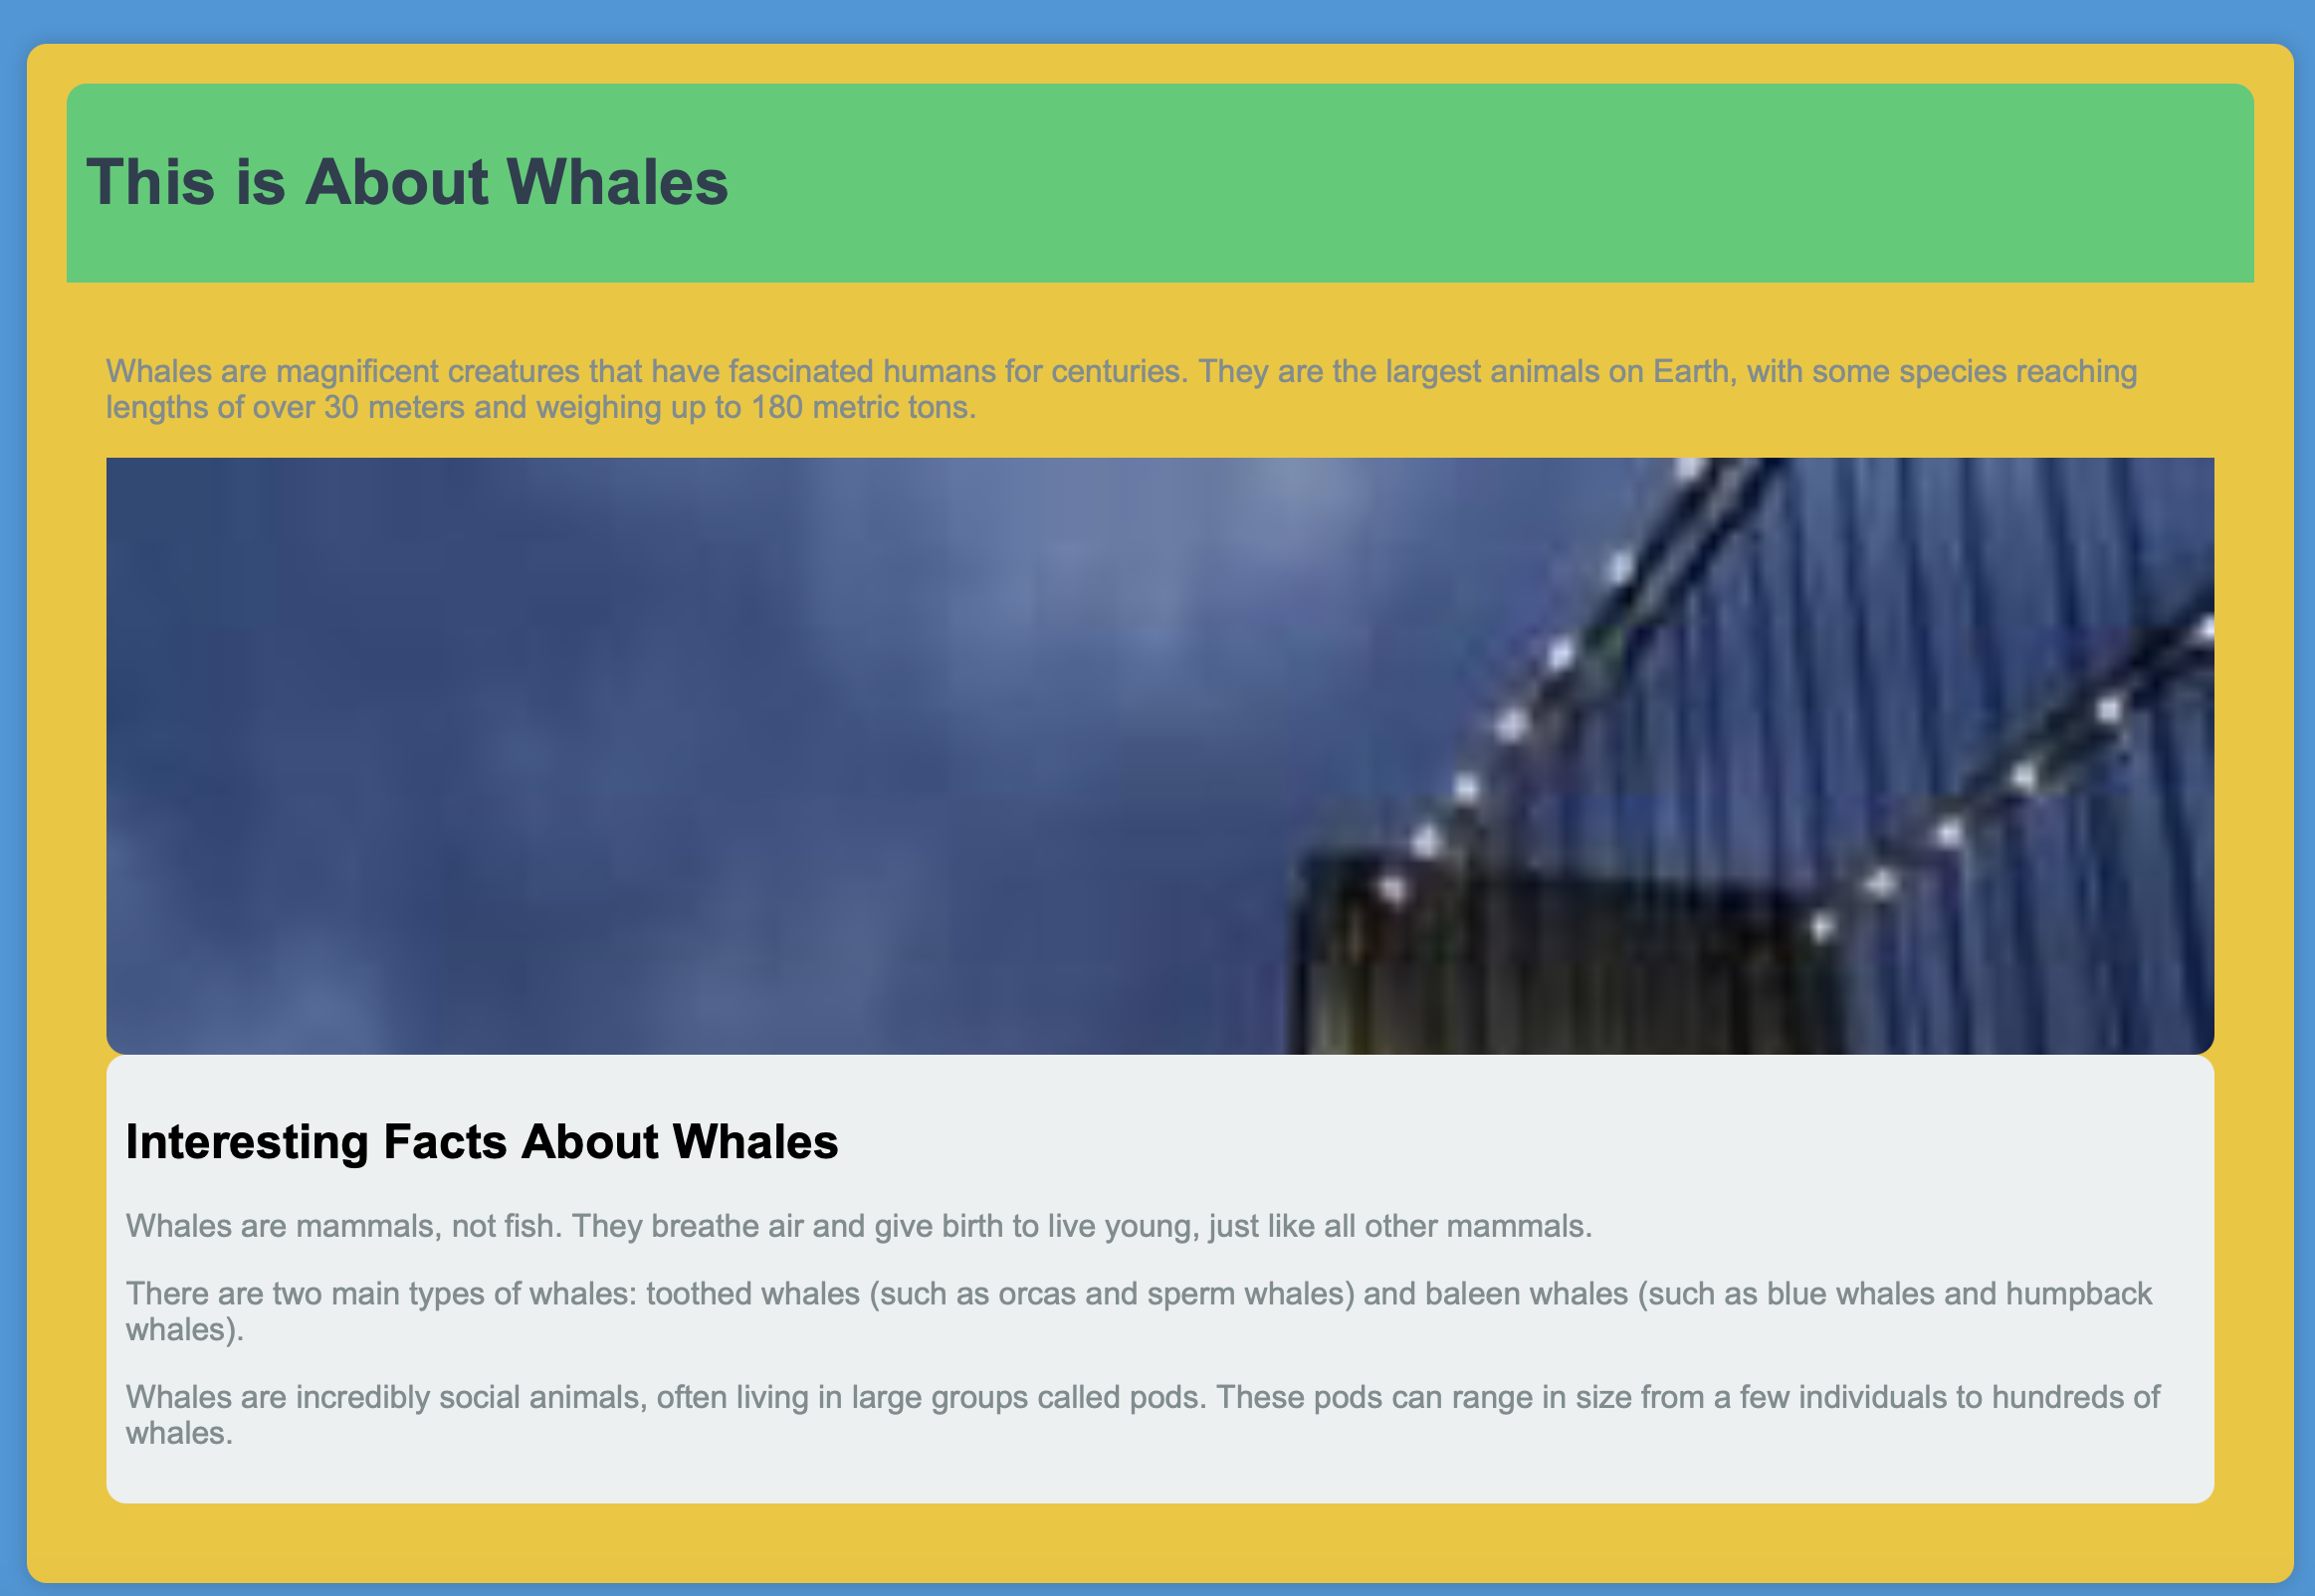 This is About Whales
Whales are magnificent creatures that have fascinated humans for centuries. They are the largest animals on Earth, with some species reaching
lengths of over 30 meters and weighing up to 180 metric tons.
Interesting Facts About Whales
Whales are mammals, not fish. They breathe air and give birth to live young, just like all other mammals.
There are two main types of whales: toothed whales (such as orcas and sperm whales) and baleen whales (such as blue whales and humpback
whales).
Whales are incredibly social animals, often living in large groups called pods. These pods can range in size from a few individuals to hundreds of
whales.